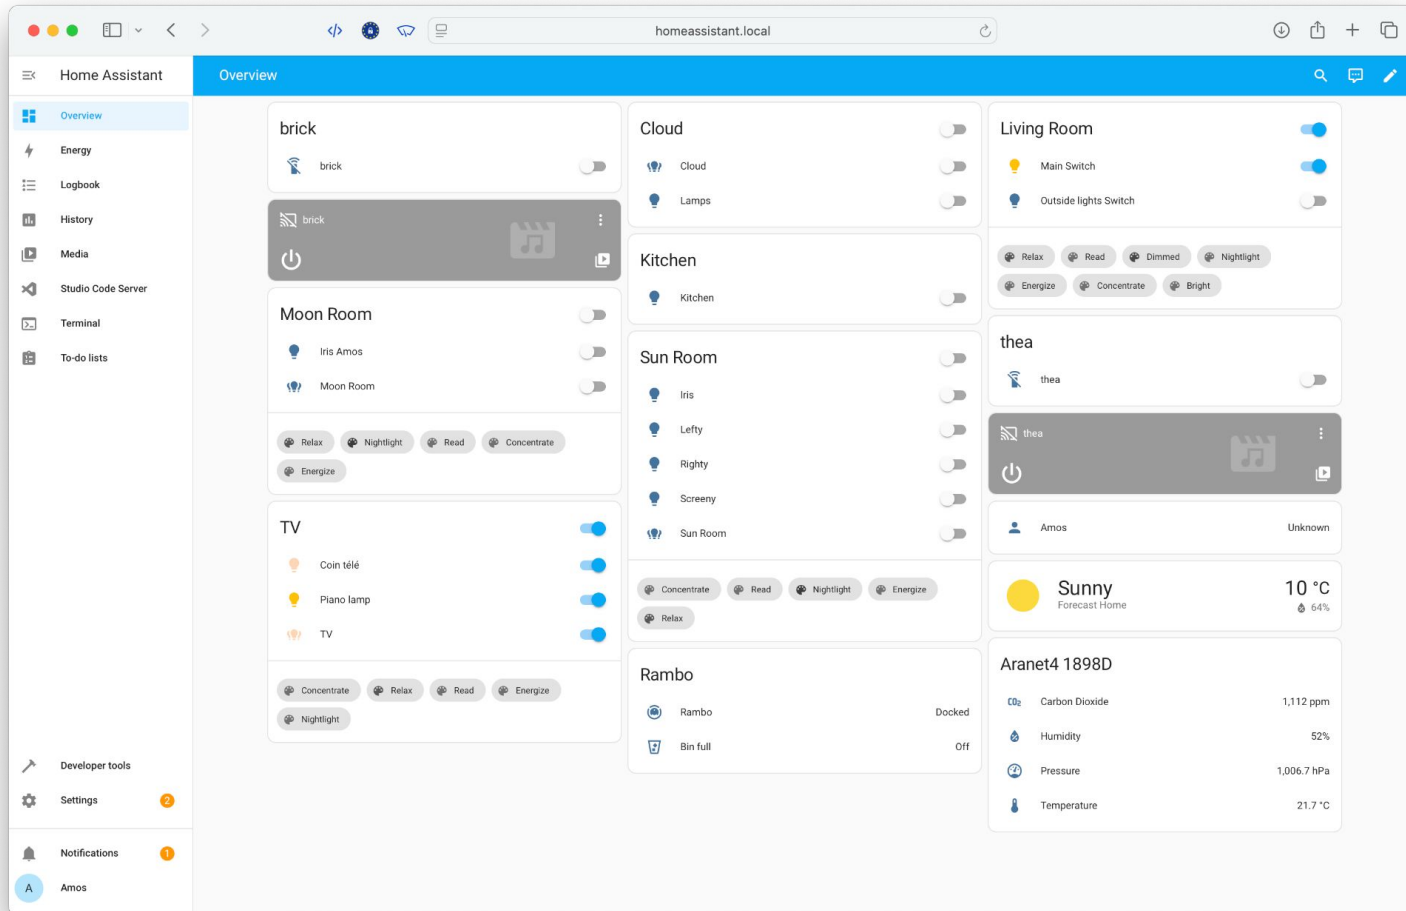 homeassistant.local
Home Assistant
Overview
Energy
Logbook
History
Media
Studio Code Server
Terminal
To-do lists
Developer tools
Settings 2
Notifications 1
A Amos
Overview
brick
brick
brick
Moon Room
Iris Amos
Moon Room
Relax Nightlight Read Concentrate
Energize
TV
Coin télé
Piano lamp
TV
Concentrate Relax Read Energize
Nightlight
Cloud
Cloud
Lamps
Kitchen
Kitchen
Sun Room
Iris
Lefty
Righty
Screeny
Sun Room
Concentrate Read Nightlight Energize
Relax
Rambo
Rambo Docked
Bin full Off
Living Room
Main Switch
Outside lights Switch
Relax Read Dimmed Nightlight
Energize Concentrate Bright
thea
thea
thea
Amos Unknown
Sunny 10 °C
Forecast Home 64%
Aranet4 1898D
CO₂ Carbon Dioxide 1,112 ppm
Humidity 52%
Pressure 1,006.7 hPa
Temperature 21.7 °C